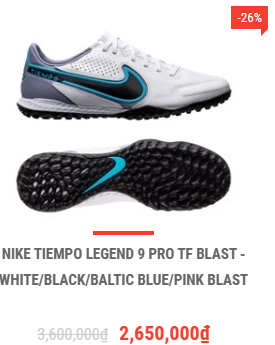 -26%
TIEMPO
NIKE TIEMPO LEGEND 9 PRO TF BLAST -
WHITE/BLACK/BALTIC BLUE/PINK BLAST
3,600,000₫ 2,650,000₫